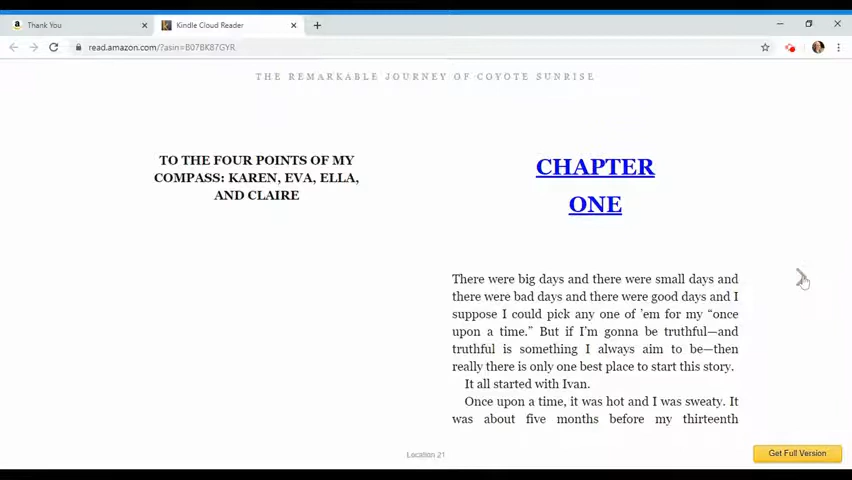 Thank You
Kindle Cloud Reader
read.amazon.com/?asin=B07BK87GYR
THE REMARKABLE JOURNEY OF COYOTE SUNRISE
TO THE FOUR POINTS OF MY
COMPASS: KAREN, EVA, ELLA,
AND CLAIRE
CHAPTER
ONE
There were big days and there were small days and
there were bad days and there were good days and I
suppose I could pick any one of ’em for my “once
upon a time.” But if I’m gonna be truthful—and
truthful is something I always aim to be—then
really there is only one best place to start this story.
It all started with Ivan.
Once upon a time, it was hot and I was sweaty. It
was about five months before my thirteenth
Location 21
Get Full Version